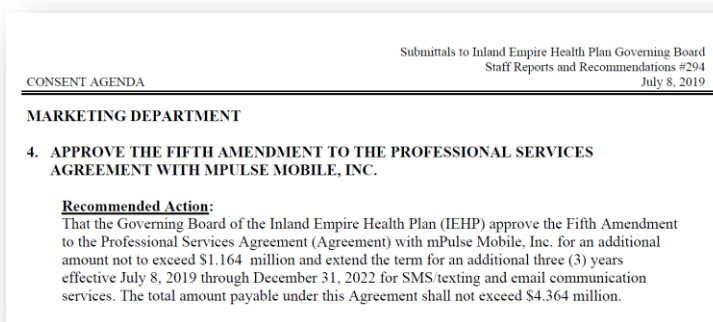 Submittals to Inland Empire Health Plan Governing Board
Staff Reports and Recommendations #294
CONSENT AGENDA July 8, 2019
MARKETING DEPARTMENT
4. APPROVE THE FIFTH AMENDMENT TO THE PROFESSIONAL SERVICES
AGREEMENT WITH MPULSE MOBILE, INC.
Recommended Action:
That the Governing Board of the Inland Empire Health Plan (IEHP) approve the Fifth Amendment
to the Professional Services Agreement (Agreement) with mPulse Mobile, Inc. for an additional
amount not to exceed $1.164 million and extend the term for an additional three (3) years
effective July 8, 2019 through December 31, 2022 for SMS/texting and email communication
services. The total amount payable under this Agreement shall not exceed $4.364 million.